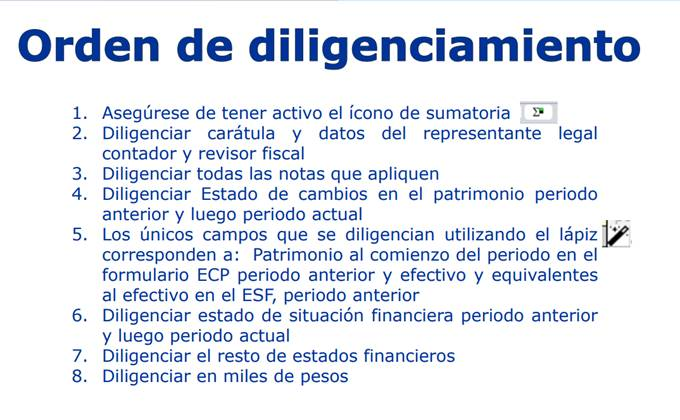 Orden de diligenciamiento
1. Asegúrese de tener activo el ícono de sumatoria Σ
2. Diligenciar carátula y datos del representante legal
contador y revisor fiscal
3. Diligenciar todas las notas que apliquen
4. Diligenciar Estado de cambios en el patrimonio periodo
anterior y luego periodo actual
5. Los únicos campos que se diligencian utilizando el lápiz
corresponden a: Patrimonio al comienzo del periodo en el
formulario ECP periodo anterior y efectivo y equivalentes
al efectivo en el ESF, periodo anterior
6. Diligenciar estado de situación financiera periodo anterior
y luego periodo actual
7. Diligenciar el resto de estados financieros
8. Diligenciar en miles de pesos